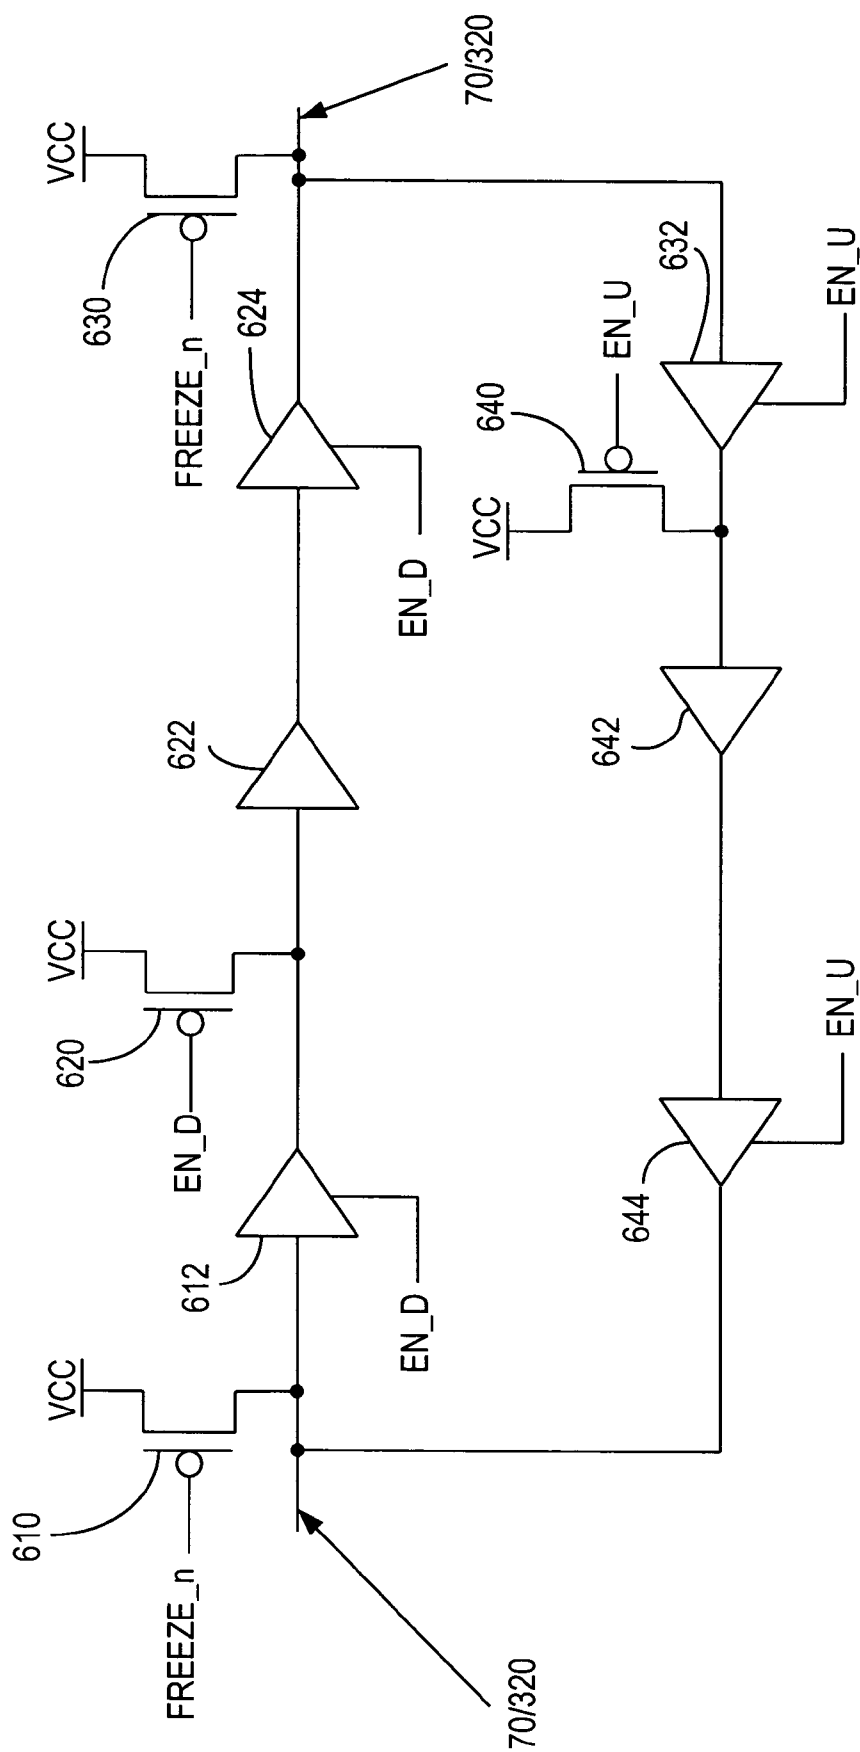 70/320
VCC
630
FREEZE_n
624
EN_D
632
EN_U
EN_U
640
VCC
622
642
VCC
620
EN_D
612
EN_D
644
EN_U
VCC
610
FREEZE_n
70/320